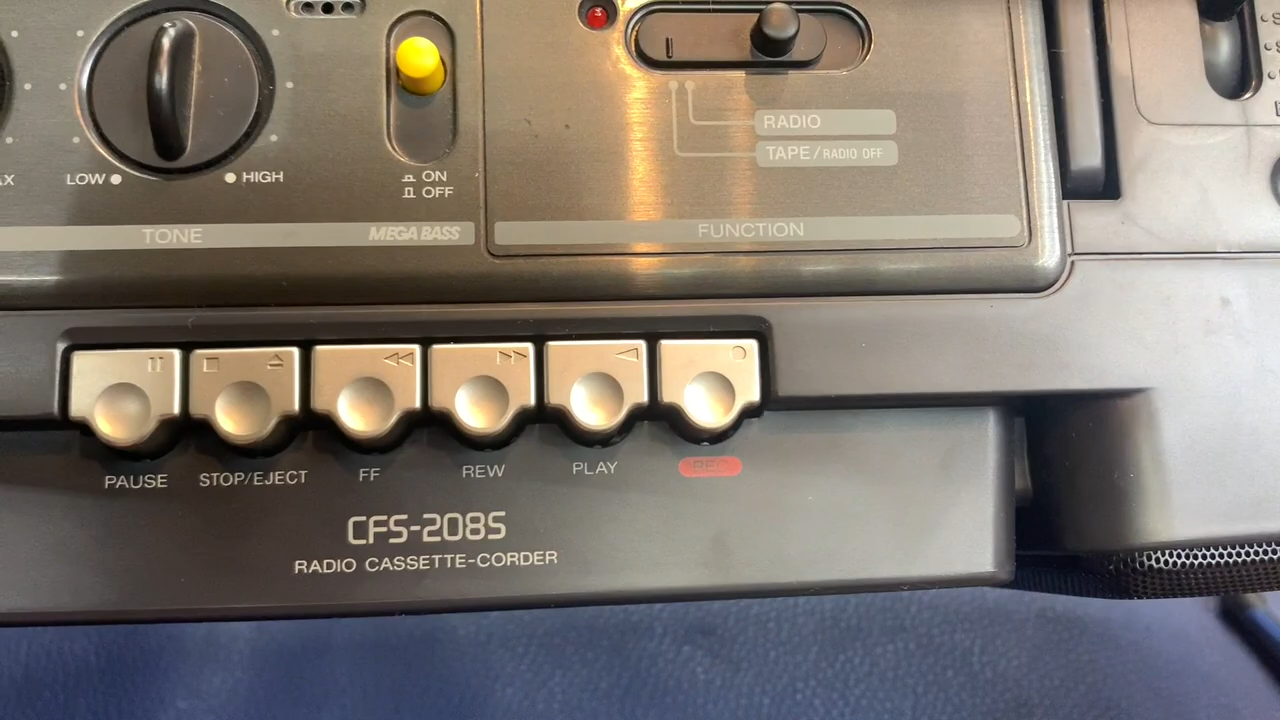 RADIO
TAPE/RADIO OFF
LOW
HIGH
ON
OFF
TONE
MEGA BASS
FUNCTION
PAUSE
STOP/EJECT
FF
REW
PLAY
REC
CFS-208S
RADIO CASSETTE-CORDER